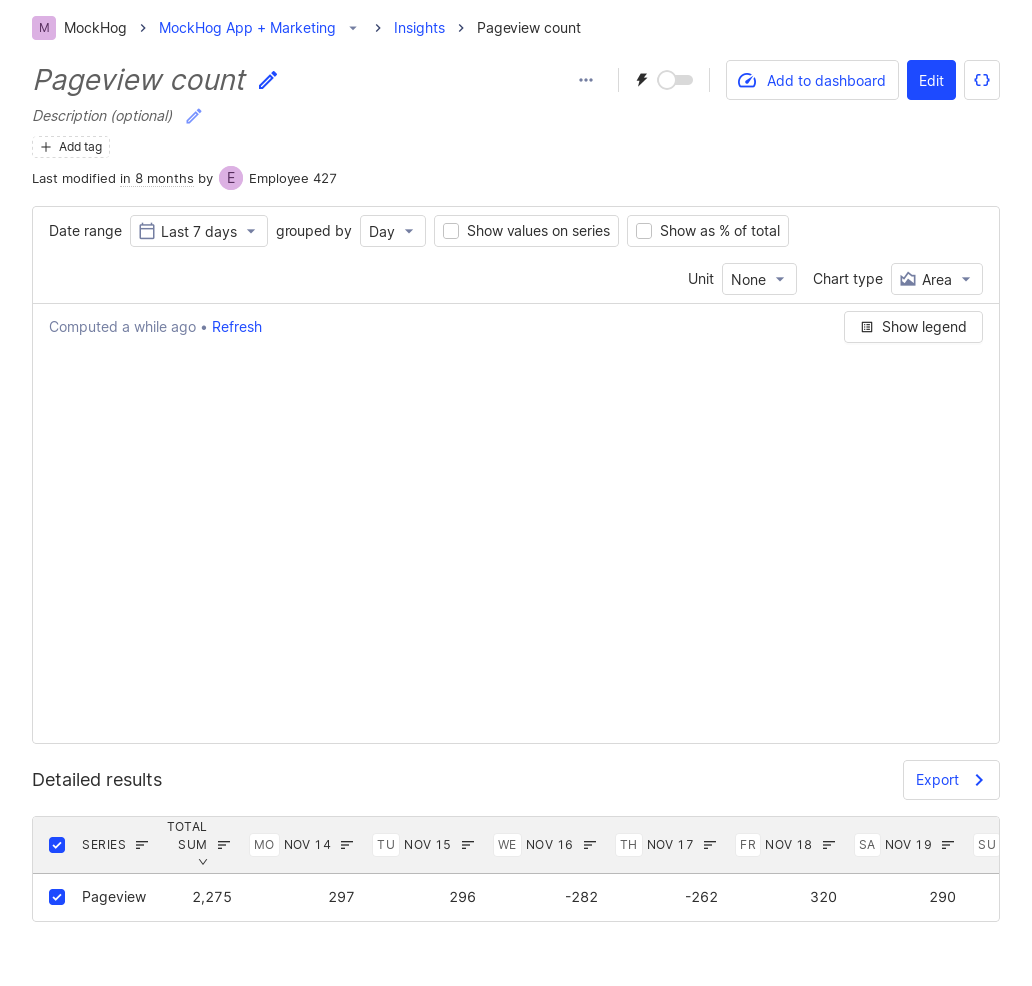 M MockHog MockHog App + Marketing Insights Pageview count
Pageview count
Add to dashboard Edit
Description (optional)
Add tag
Last modified in 8 months by E Employee 427
Date range Last 7 days grouped by Day Show values on series Show as % of total
Unit None Chart type Area
Computed a while ago • Refresh Show legend
Detailed results Export
SERIES TOTAL SUM MO NOV 14 TU NOV 15 WE NOV 16 TH NOV 17 FR NOV 18 SA NOV 19 SU
Pageview 2,275 297 296 -282 -262 320 290